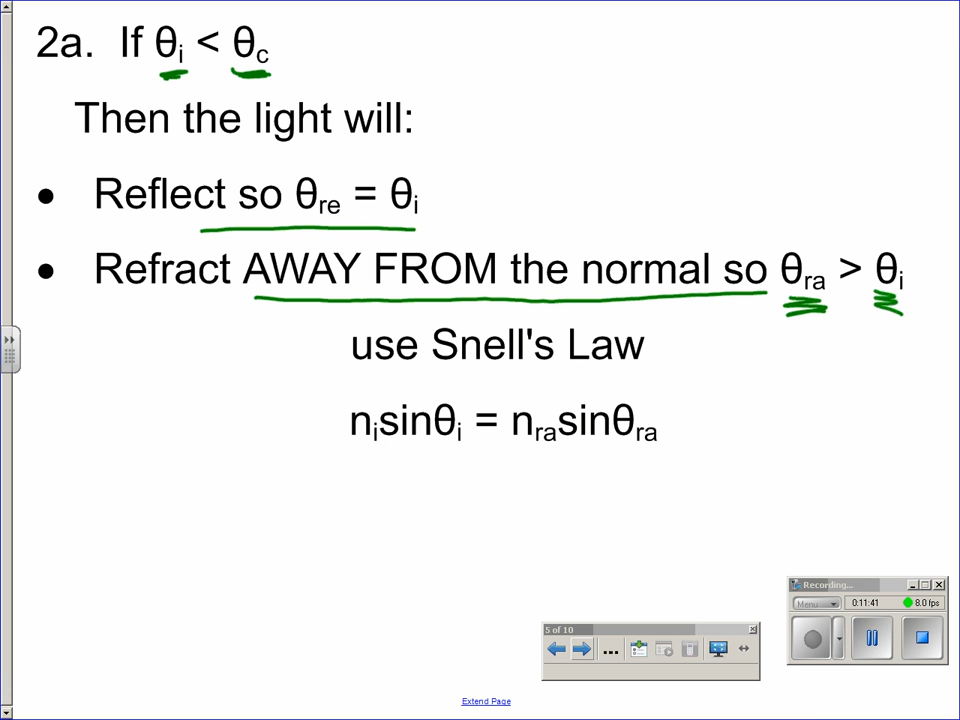 2a. If θi < θc
Then the light will:
• Reflect so θre = θi
• Refract AWAY FROM the normal so θra > θi
use Snell's Law
nisinθi = nrasinθra
Recording...
Menu 0:11:41 8.0 fps
5 of 10
Extend Page